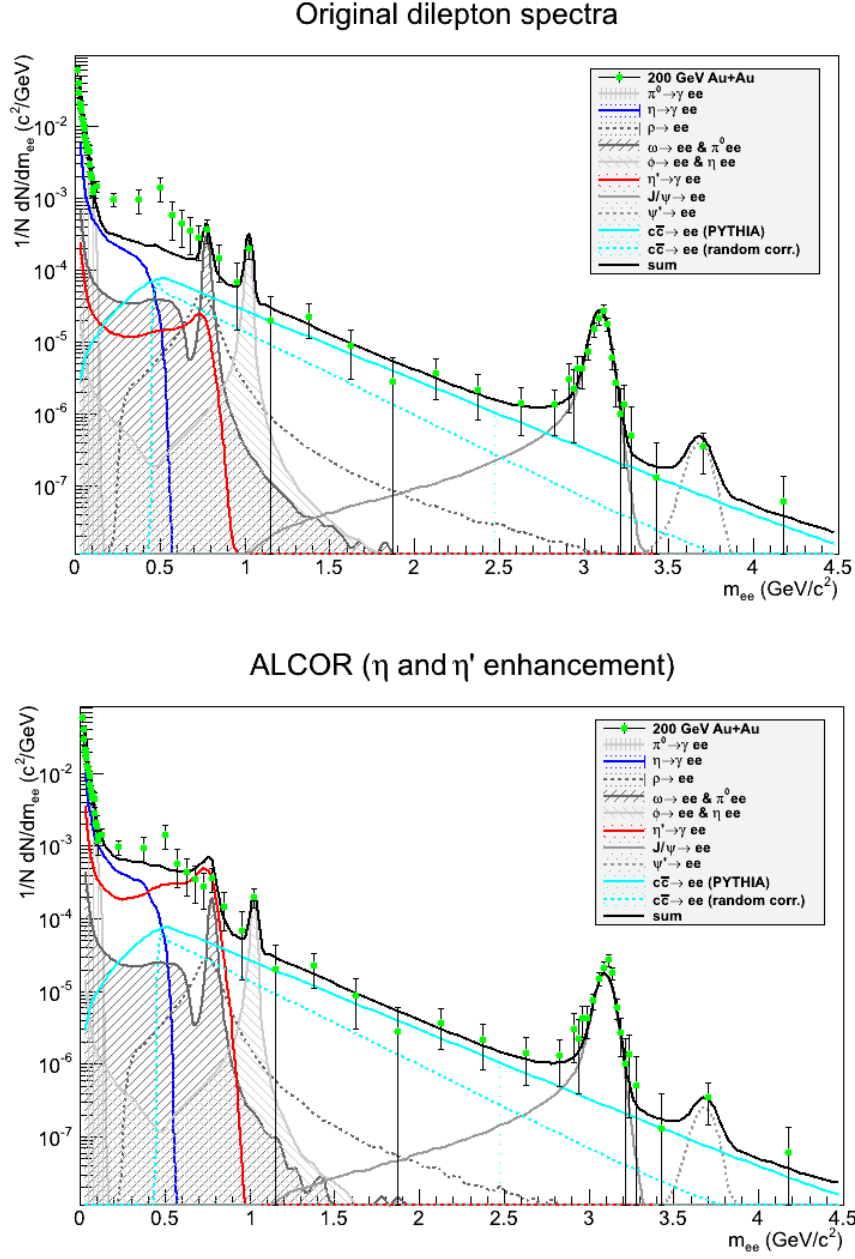 Original dilepton spectra
1/N dN/dm_ee (c²/GeV)
10⁻²
10⁻³
10⁻⁴
10⁻⁵
10⁻⁶
10⁻⁷
200 GeV Au+Au
π⁰→γ ee
η→γ ee
ρ→ ee
ω→ ee & π⁰ee
ϕ→ ee & η ee
η'→γ ee
J/ψ→ ee
ψ'→ ee
cc̅→ ee (PYTHIA)
cc̅→ ee (random corr.)
sum
0 0.5 1 1.5 2 2.5 3 3.5 4 4.5
m_ee (GeV/c²)
ALCOR (η and η' enhancement)
1/N dN/dm_ee (c²/GeV)
10⁻²
10⁻³
10⁻⁴
10⁻⁵
10⁻⁶
10⁻⁷
200 GeV Au+Au
π⁰→γ ee
η→γ ee
ρ→ ee
ω→ ee & π⁰ee
ϕ→ ee & η ee
η'→γ ee
J/ψ→ ee
ψ'→ ee
cc̅→ ee (PYTHIA)
cc̅→ ee (random corr.)
sum
0 0.5 1 1.5 2 2.5 3 3.5 4 4.5
m_ee (GeV/c²)